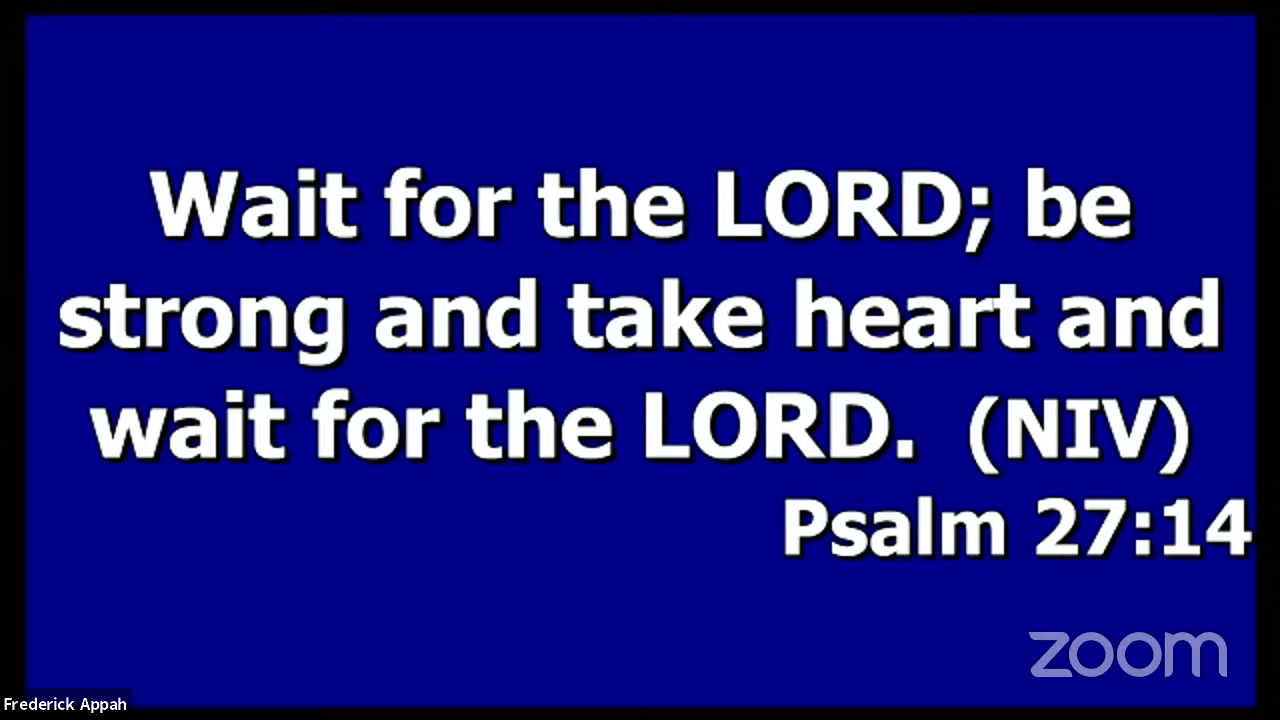 Wait for the LORD; be
strong and take heart and
wait for the LORD. (NIV)
Psalm 27:14
zoom
Frederick Appah